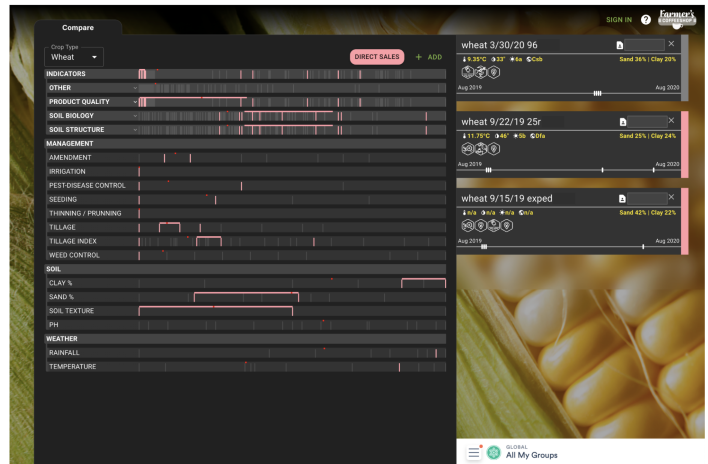 Compare
SIGN IN
?
Farmer's
COFFEESHOP
Crop Type
Wheat
DIRECT SALES
+ ADD
INDICATORS
OTHER
PRODUCT QUALITY
SOIL BIOLOGY
SOIL STRUCTURE
MANAGEMENT
AMENDMENT
IRRIGATION
PEST-DISEASE CONTROL
SEEDING
THINNING / PRUNNING
TILLAGE
TILLAGE INDEX
WEED CONTROL
SOIL
CLAY %
SAND %
SOIL TEXTURE
PH
WEATHER
RAINFALL
TEMPERATURE
wheat 3/30/20 96
9.35°C 33" 6a Csb Sand 36% | Clay 20%
Aug 2019
wheat 9/22/19 25r
11.75°C 46" 5b Dfa Sand 25% | Clay 24%
Aug 2019 Aug 2020
wheat 9/15/19 exped
n/a n/a n/a n/a Sand 42% | Clay 22%
Aug 2019 Aug 2020
GLOBAL
All My Groups